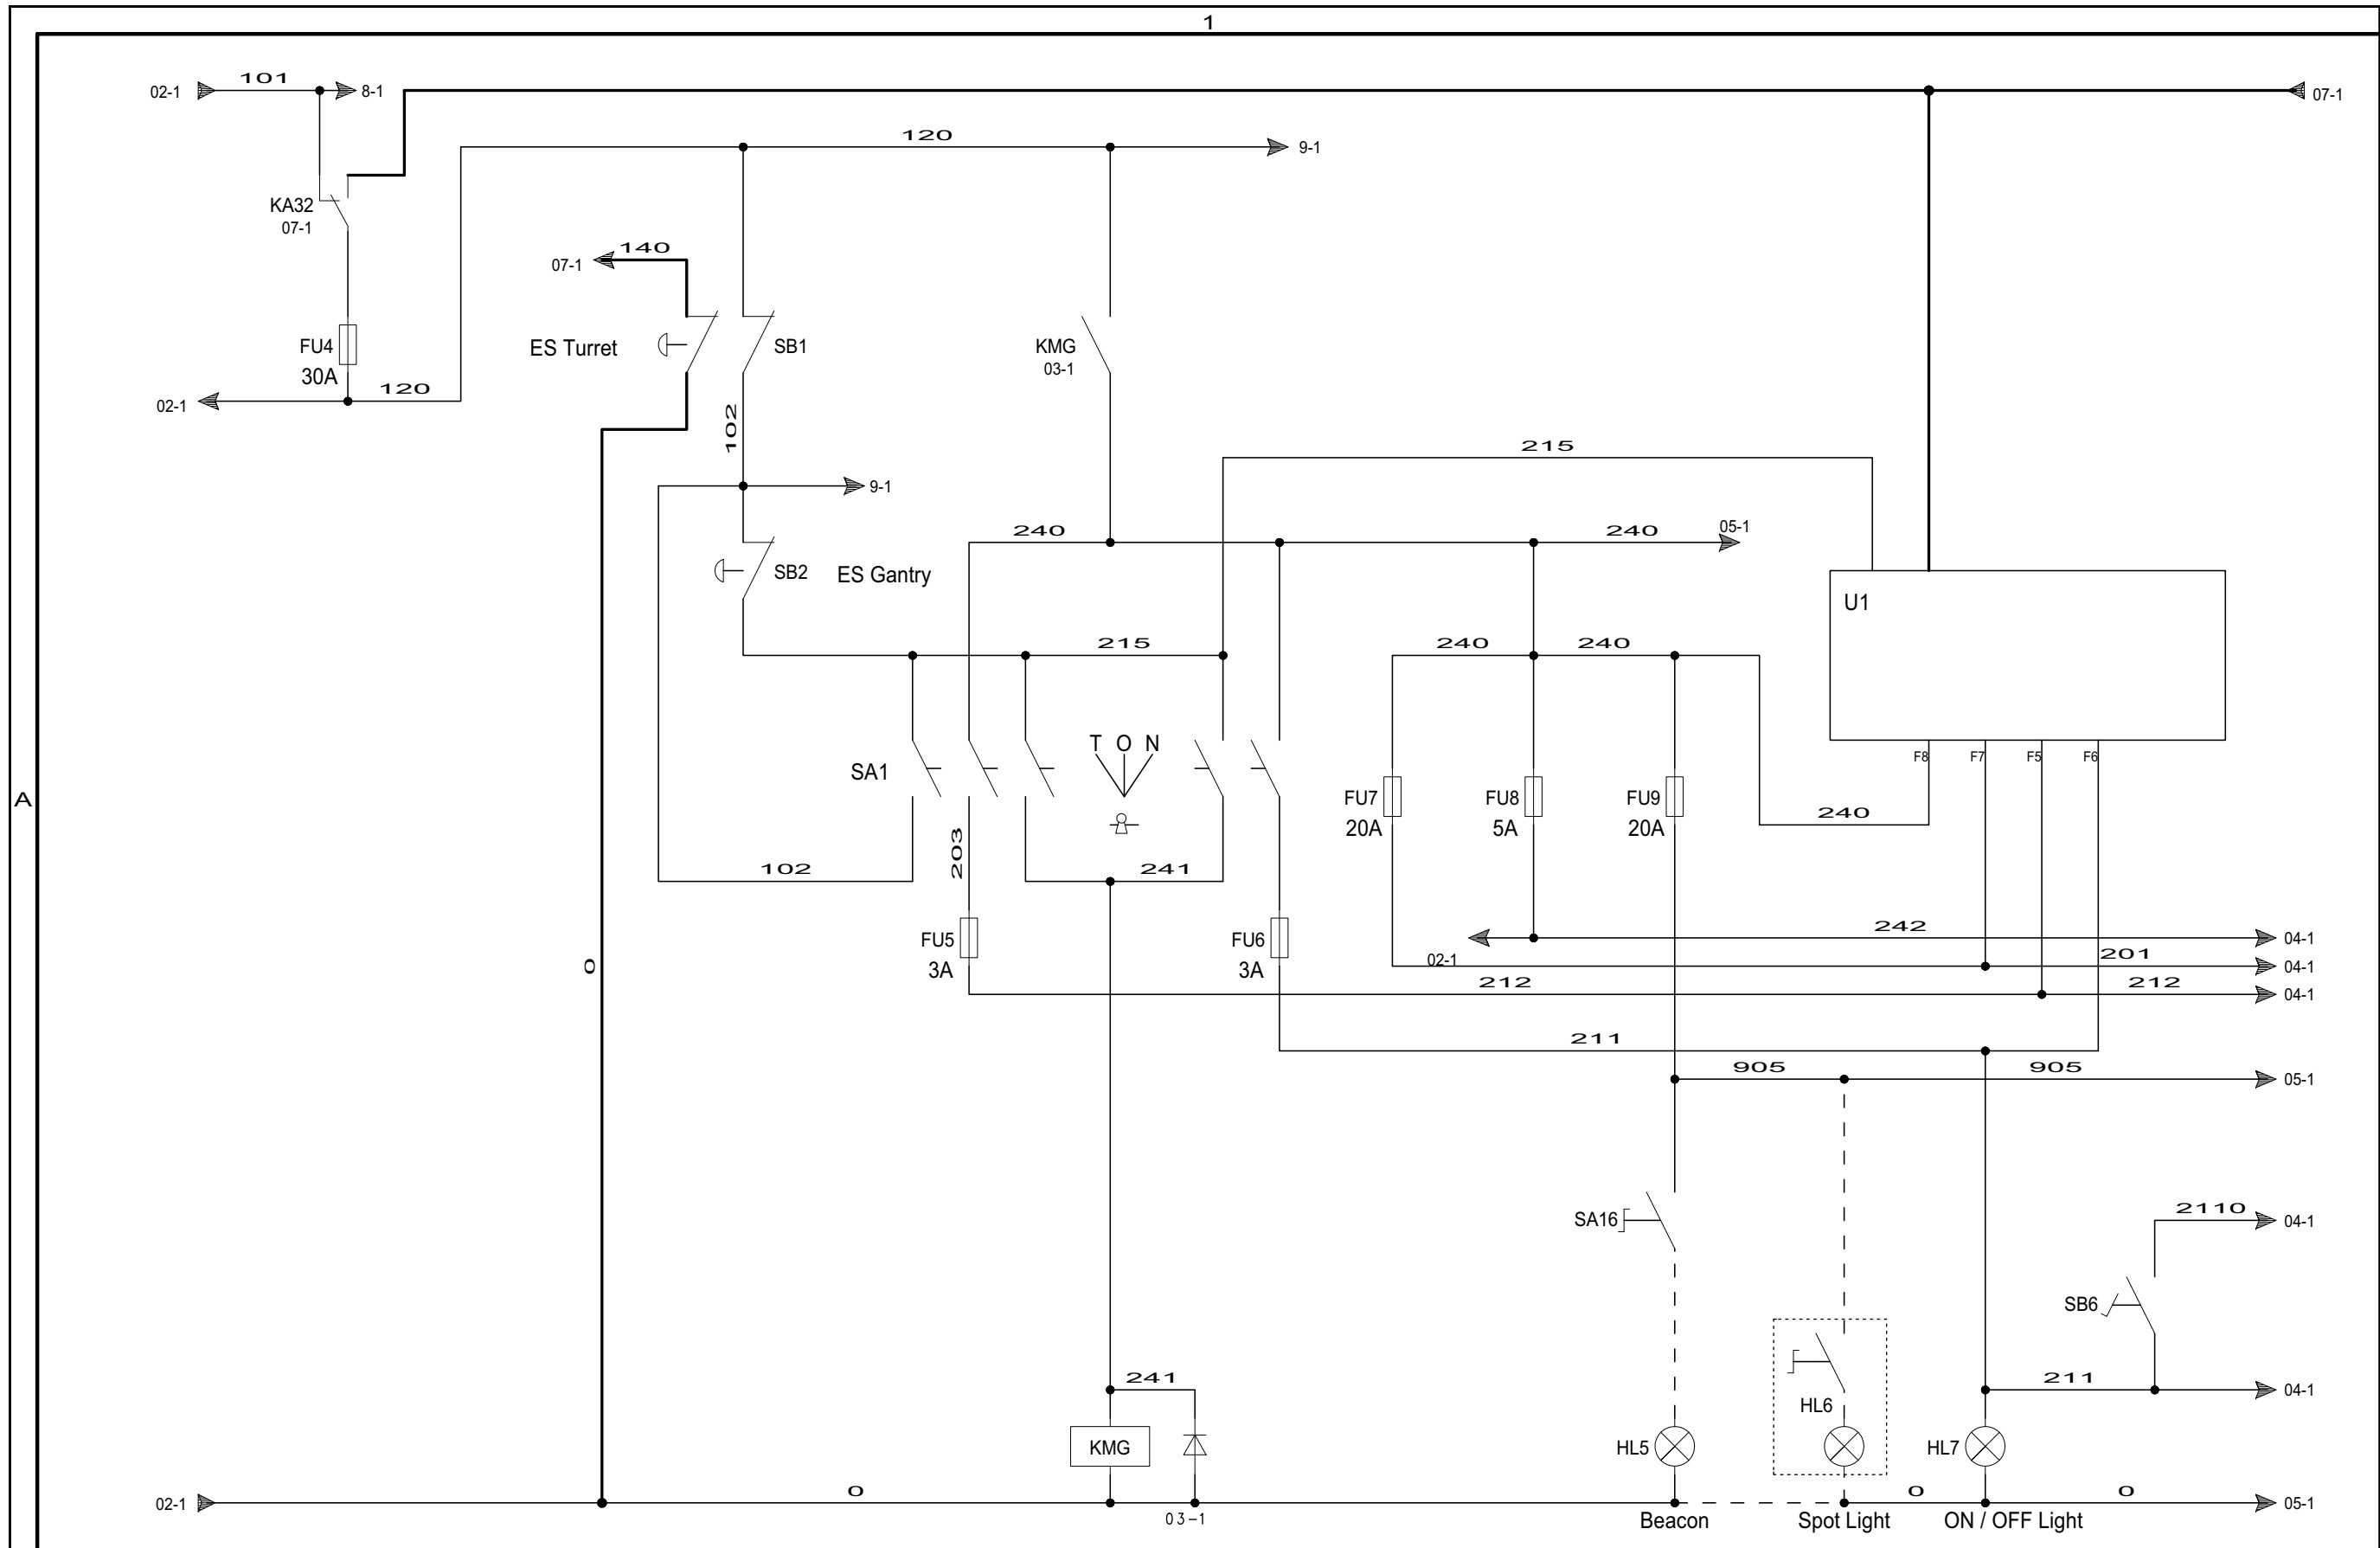 1
101
02-1
8-1
07-1
120
9-1
KA32
07-1
140
07-1
FU4
30A
ES Turret
SB1
KMG
03-1
120
02-1
102
215
9-1
240
240
05-1
SB2
ES Gantry
U1
215
240
240
T O N
SA1
F8
F7
F5
F6
A
FU7
20A
FU8
5A
FU9
20A
240
203
102
241
FU5
3A
FU6
3A
242
04-1
02-1
201
04-1
0
212
212
04-1
211
905
905
05-1
SA16
2110
04-1
SB6
241
211
04-1
HL6
KMG
HL5
HL7
02-1
0
0
0
05-1
03-1
Beacon
Spot Light
ON / OFF Light